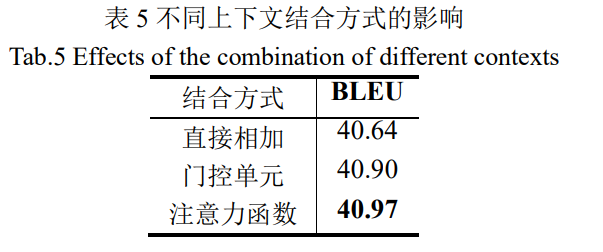 表 5 不同上下文结合方式的影响
Tab.5 Effects of the combination of different contexts
结合方式 BLEU
直接相加 40.64
门控单元 40.90
注意力函数 40.97